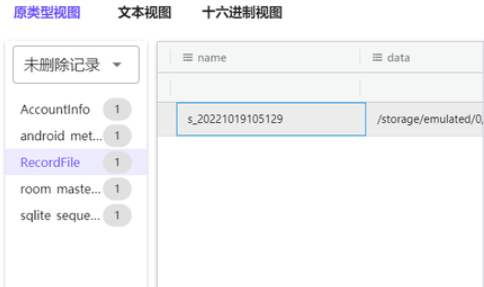 原类型视图 文本视图 十六进制视图
未删除记录
name data
AccountInfo 1
s_20221019105129 /storage/emulated/0,
android met... 1
RecordFile 1
room maste... 1
sqlite seque... 1